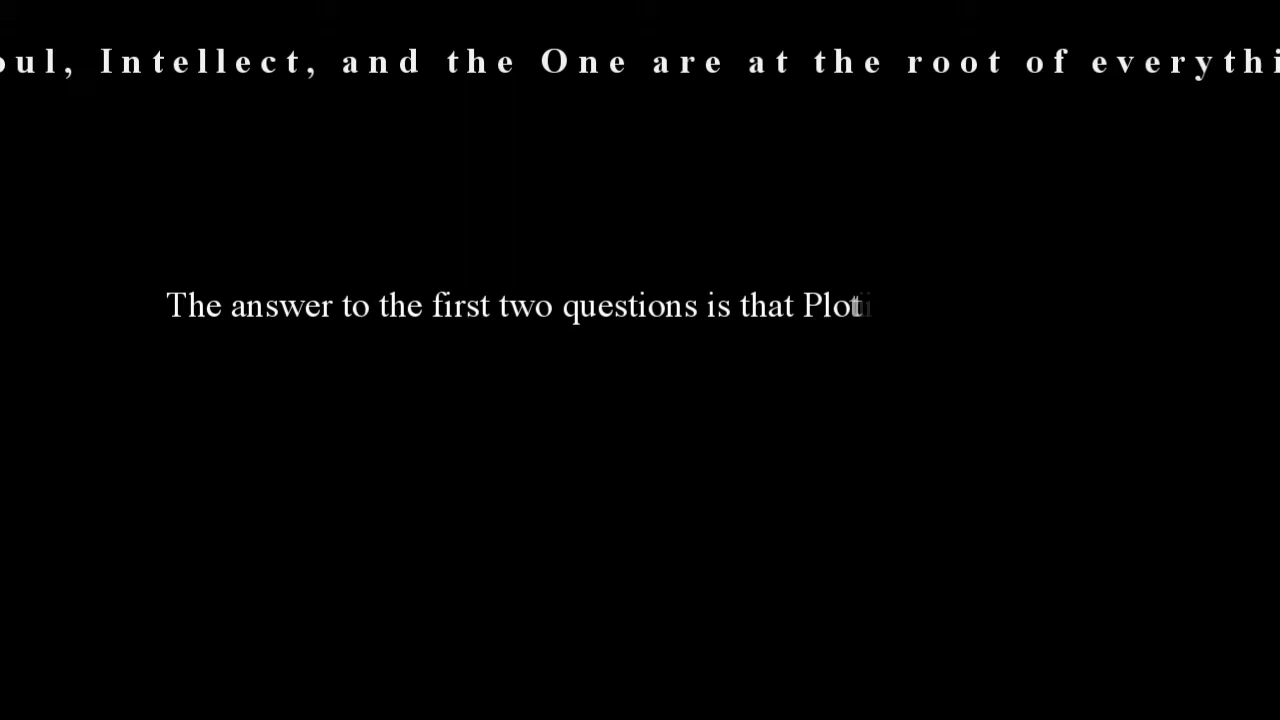 oul, Intellect, and the One are at the root of everythi
The answer to the first two questions is that Ploti